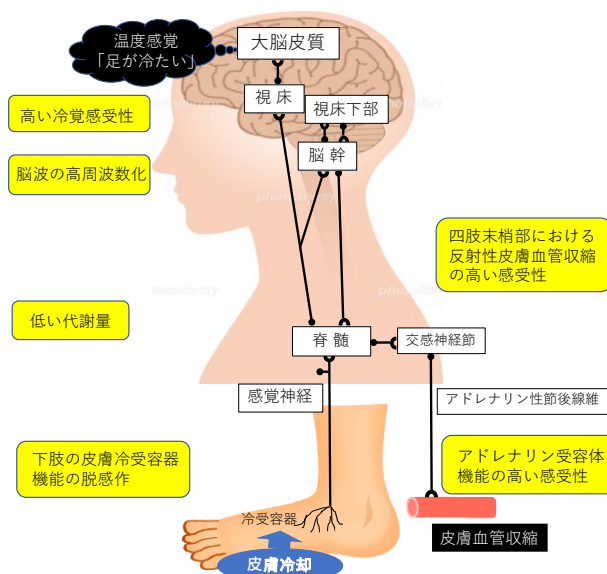 温度感覚
「足が冷たい」
大脳皮質
視床
視床下部
高い冷覚感受性
脳幹
脳波の高周波数化
四肢末梢部における
反射性皮膚血管収縮
の高い感受性
低い代謝量
脊髄
交感神経節
感覚神経
アドレナリン性節後線維
下肢の皮膚冷受容器
機能の脱感作
アドレナリン受容体
機能の高い感受性
冷受容器
皮膚血管収縮
皮膚冷却